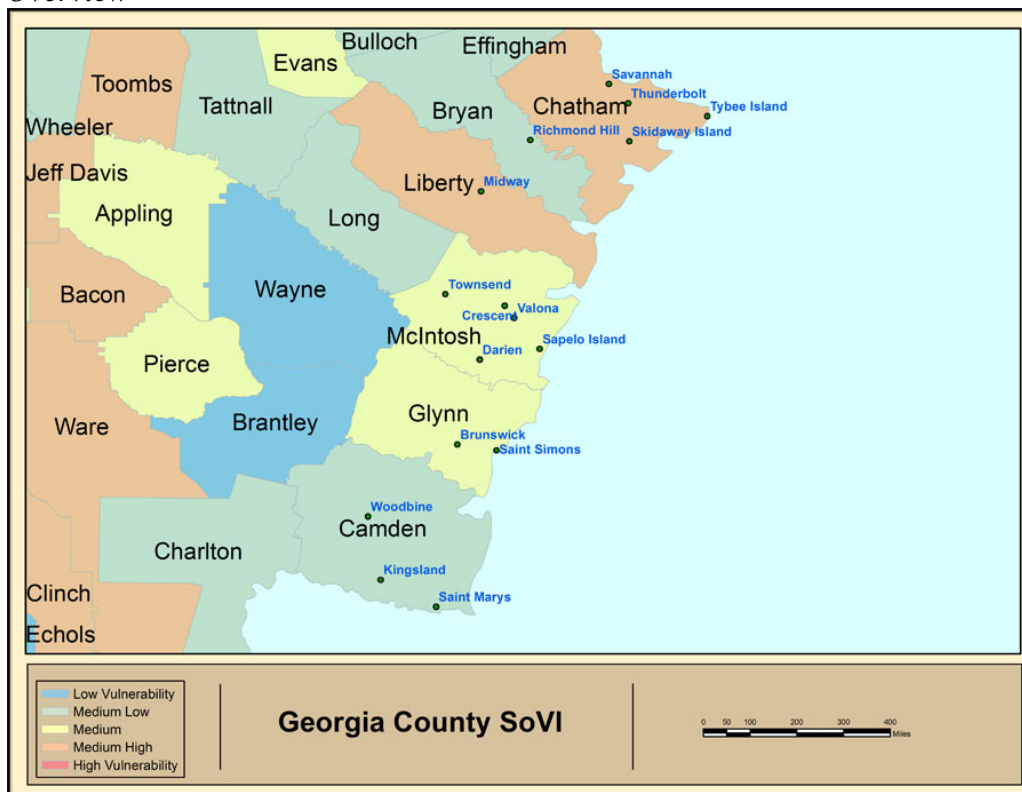 Bulloch
Effingham
Evans
Toombs
Savannah
Tattnall
Thunderbolt
Chatham
Tybee Island
Bryan
Wheeler
Richmond Hill
Skidaway Island
Jeff Davis
Liberty
Midway
Appling
Long
Townsend
Wayne
Bacon
Valona
Crescent
McIntosh
Sapelo Island
Darien
Pierce
Glynn
Ware
Brantley
Brunswick
Saint Simons
Woodbine
Camden
Charlton
Kingsland
Clinch
Saint Marys
Echols
Low Vulnerability
Medium Low
Medium
Medium High
High Vulnerability
Georgia County SoVI
0 50 100 200 300 400
Miles